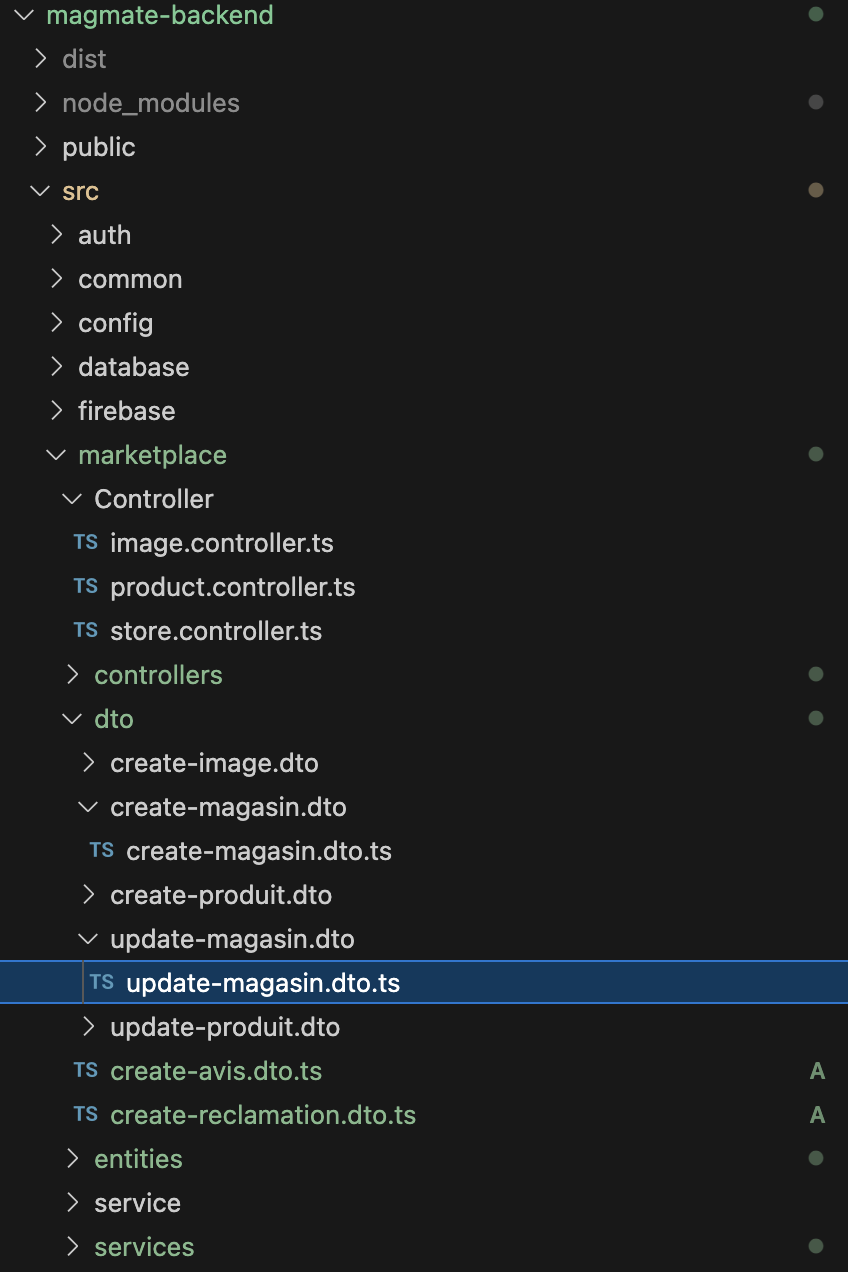 magmate-backend
dist
node_modules
public
src
auth
common
config
database
firebase
marketplace
Controller
TS image.controller.ts
TS product.controller.ts
TS store.controller.ts
controllers
dto
create-image.dto
create-magasin.dto
TS create-magasin.dto.ts
create-produit.dto
update-magasin.dto
TS update-magasin.dto.ts
update-produit.dto
TS create-avis.dto.ts A
TS create-reclamation.dto.ts A
entities
service
services